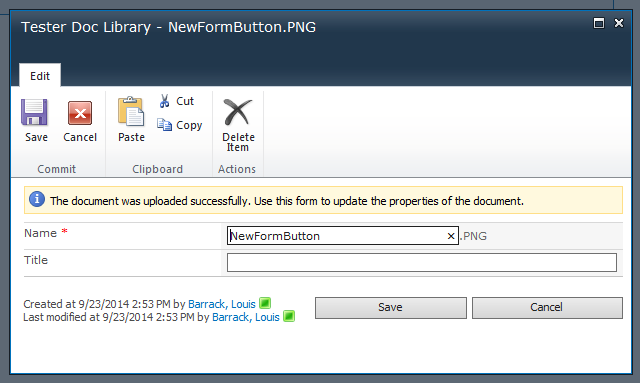 Tester Doc Library - NewFormButton.PNG
Edit
Save
Cancel
Paste
Cut
Copy
Delete
Item
Commit
Clipboard
Actions
The document was uploaded successfully. Use this form to update the properties of the document.
Name * NewFormButton × .PNG
Title
Created at 9/23/2014 2:53 PM by Barrack, Louis
Last modified at 9/23/2014 2:53 PM by Barrack, Louis
Save
Cancel